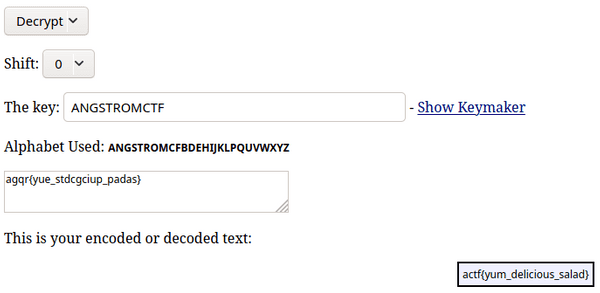 Decrypt
Shift: 0
The key: ANGSTROMCTF - Show Keymaker
Alphabet Used: ANGSTROMCFBDEHIJKLPQUVWXYZ
agqr{yue_stdcgciup_padas}
This is your encoded or decoded text:
actf{yum_delicious_salad}